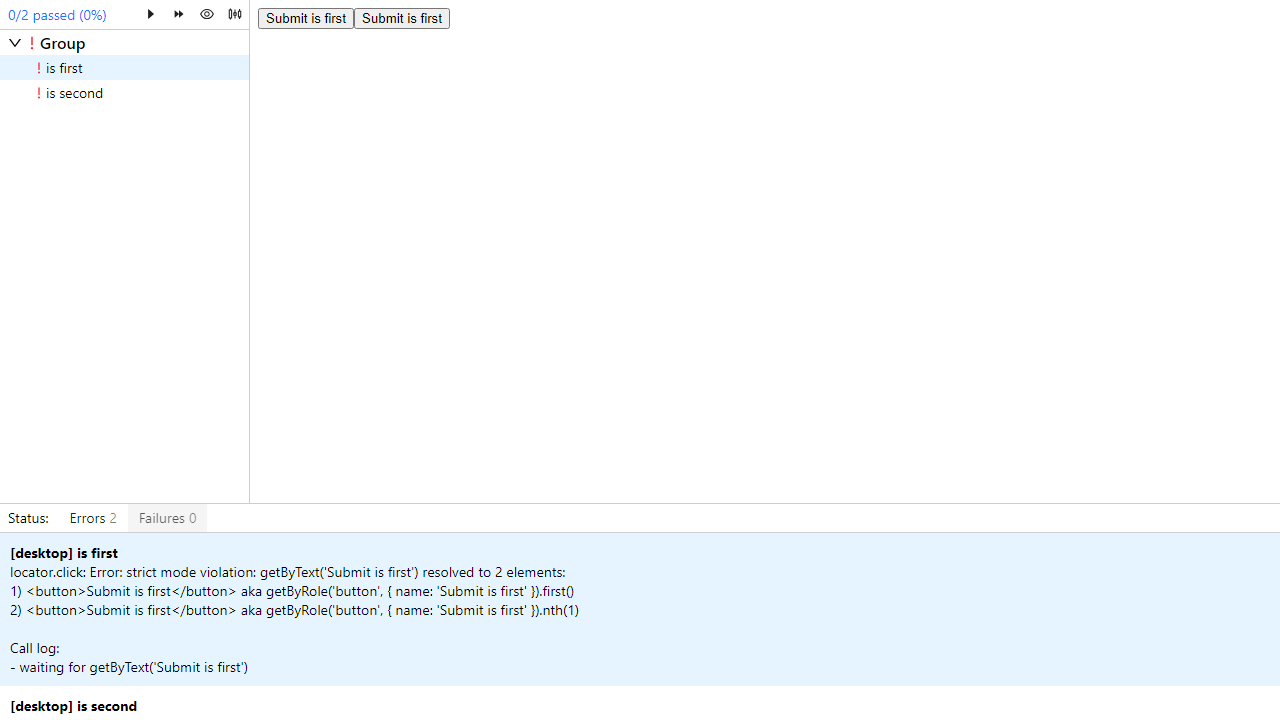 0/2 passed (0%)
Submit is first Submit is first
! Group
! is first
! is second
Status: Errors 2 Failures 0
[desktop] is first
locator.click: Error: strict mode violation: getByText('Submit is first') resolved to 2 elements:
1) <button>Submit is first</button> aka getByRole('button', { name: 'Submit is first' }).first()
2) <button>Submit is first</button> aka getByRole('button', { name: 'Submit is first' }).nth(1)
Call log:
- waiting for getByText('Submit is first')
[desktop] is second